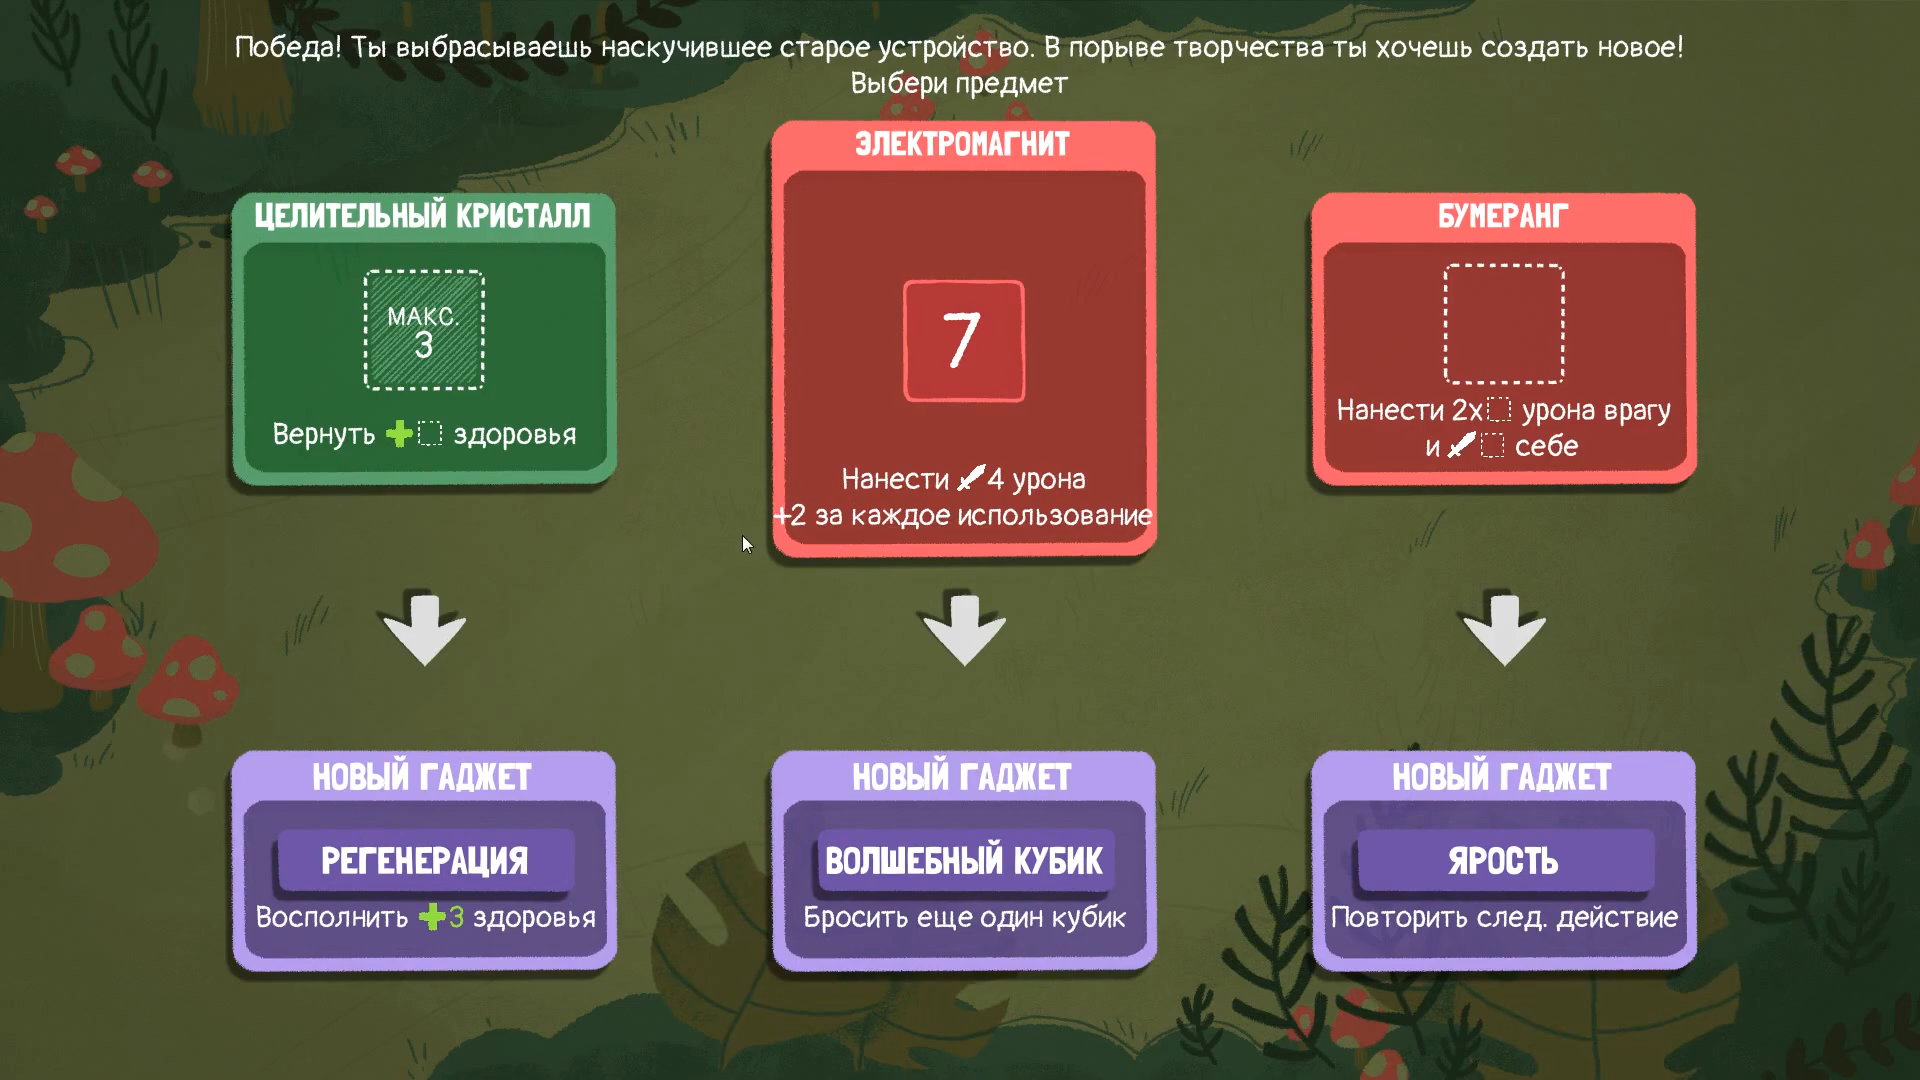 Победа! Ты выбрасываешь наскучившее старое устройство. В порыве творчества ты хочешь создать новое!
Выбери предмет
ЦЕЛИТЕЛЬНЫЙ КРИСТАЛЛ
МАКС.
3
Вернуть +  здоровья
ЭЛЕКТРОМАГНИТ
7
Нанести 4 урона
+2 за каждое использование
БУМЕРАНГ
Нанести 2x урона врагу
и себе
НОВЫЙ ГАДЖЕТ
РЕГЕНЕРАЦИЯ
Восполнить +3 здоровья
НОВЫЙ ГАДЖЕТ
ВОЛШЕБНЫЙ КУБИК
Бросить еще один кубик
НОВЫЙ ГАДЖЕТ
ЯРОСТЬ
Повторить след. действие